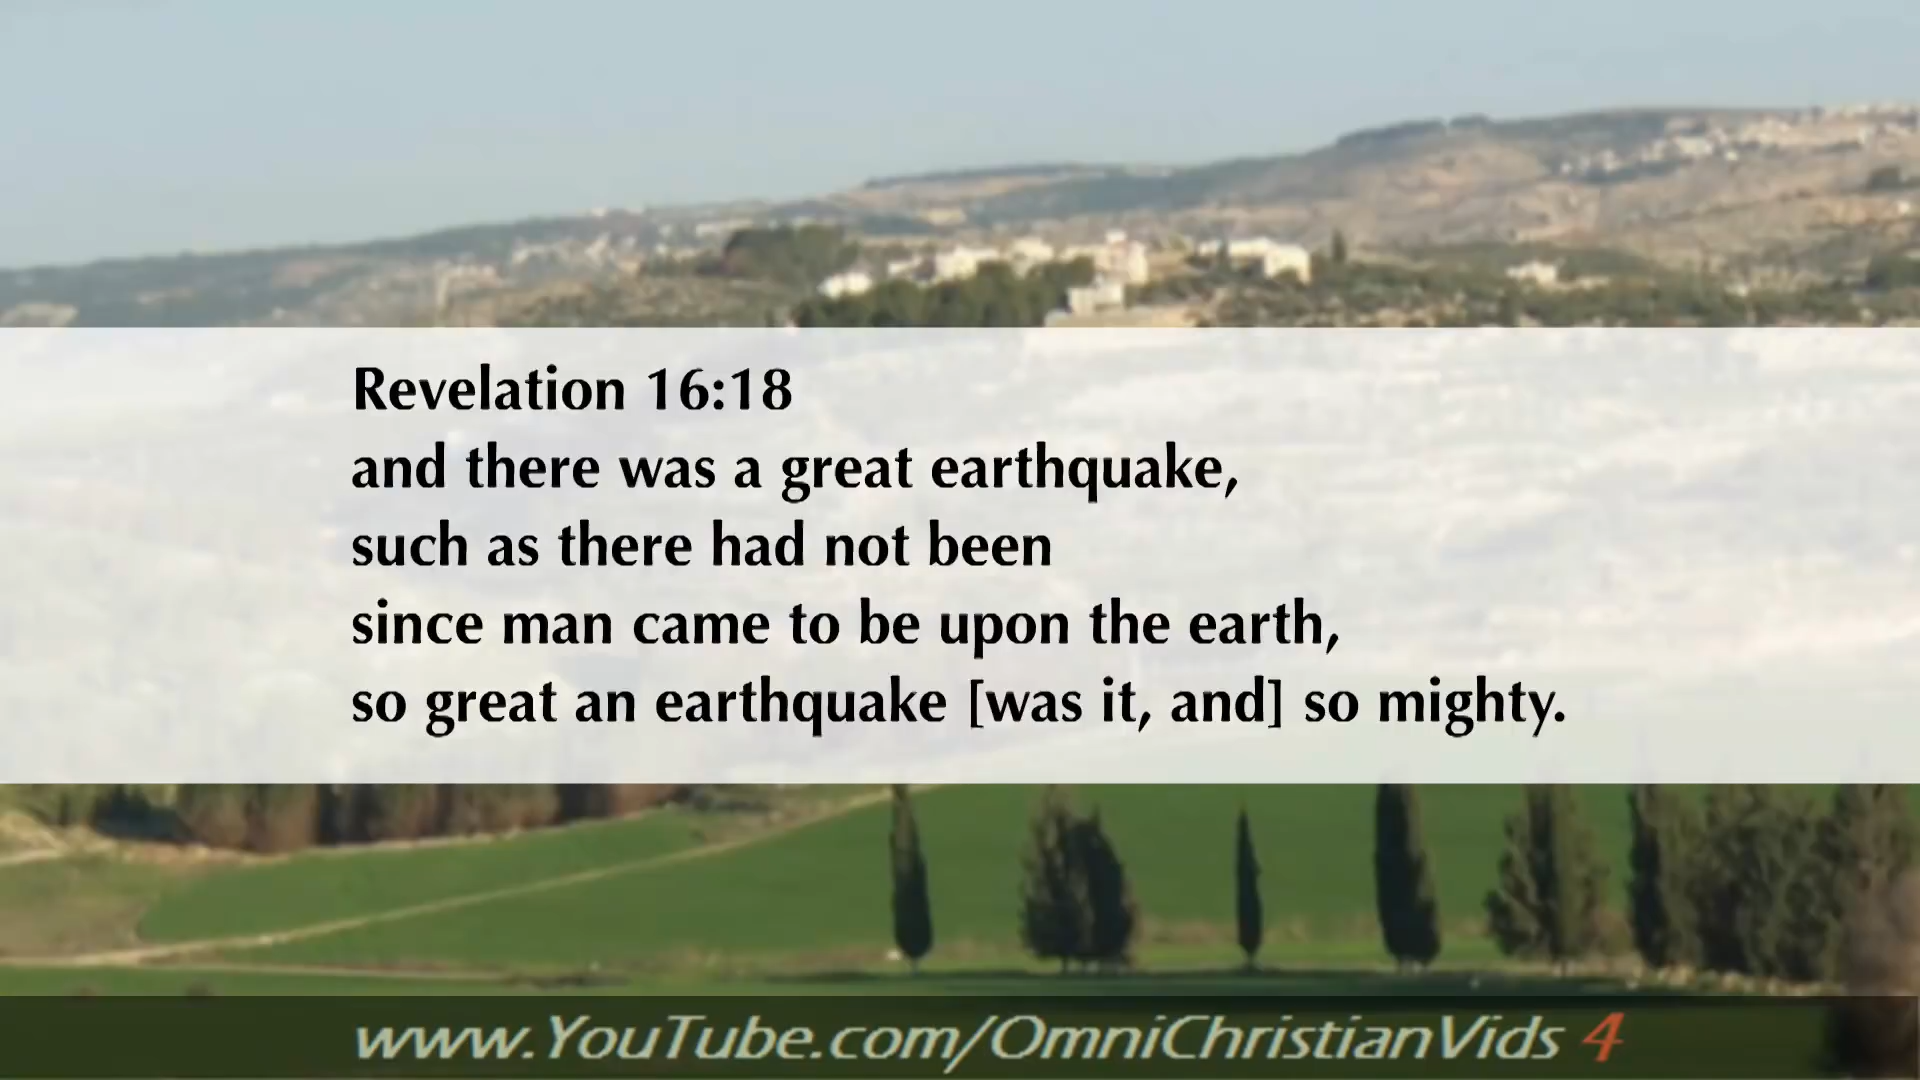 Revelation 16:18
and there was a great earthquake,
such as there had not been
since man came to be upon the earth,
so great an earthquake [was it, and] so mighty.
www.YouTube.com/OmniChristianVids 4